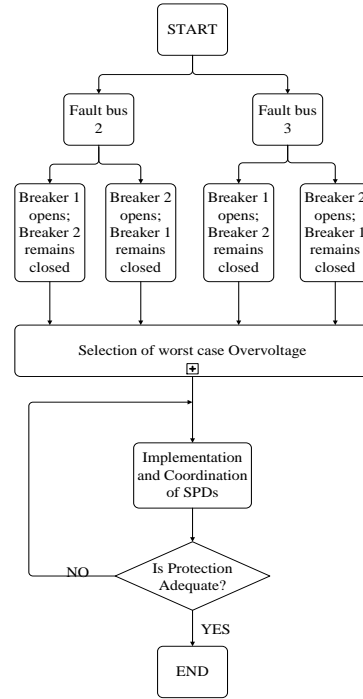 START
Fault bus
2
Fault bus
3
Breaker 1
opens;
Breaker 2
remains
closed
Breaker 2
opens;
Breaker 1
remains
closed
Breaker 1
opens;
Breaker 2
remains
closed
Breaker 2
opens;
Breaker 1
remains
closed
Selection of worst case Overvoltage
Implementation
and Coordination
of SPDs
Is Protection
Adequate?
NO
YES
END